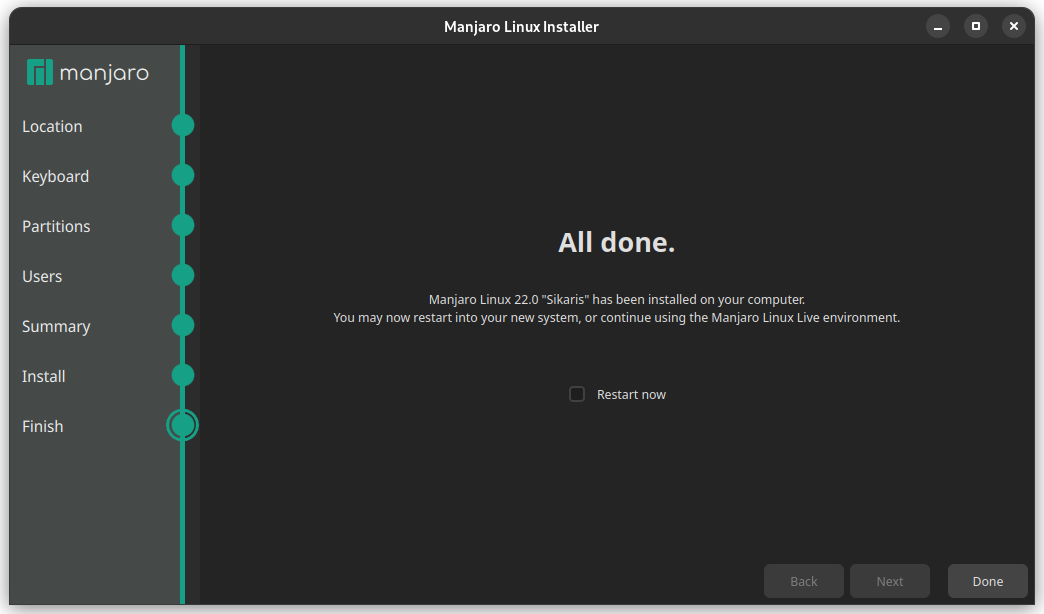 Manjaro Linux Installer
manjaro
Location
Keyboard
Partitions
Users
Summary
Install
Finish
All done.
Manjaro Linux 22.0 "Sikaris" has been installed on your computer.
You may now restart into your new system, or continue using the Manjaro Linux Live environment.
Restart now
Back
Next
Done